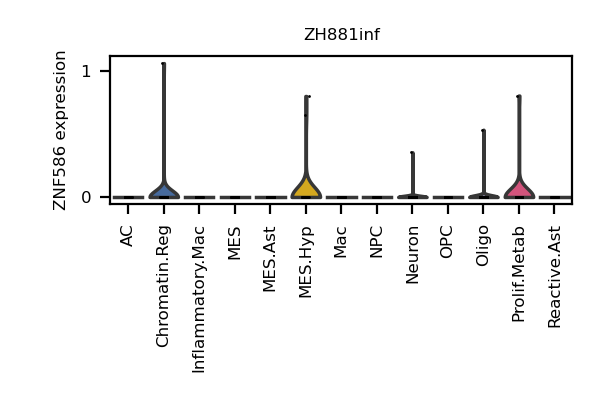 ZH881inf
ZNF586 expression
1
0
AC
Chromatin.Reg
Inflammatory.Mac
MES
MES.Ast
MES.Hyp
Mac
NPC
Neuron
OPC
Oligo
Prolif.Metab
Reactive.Ast